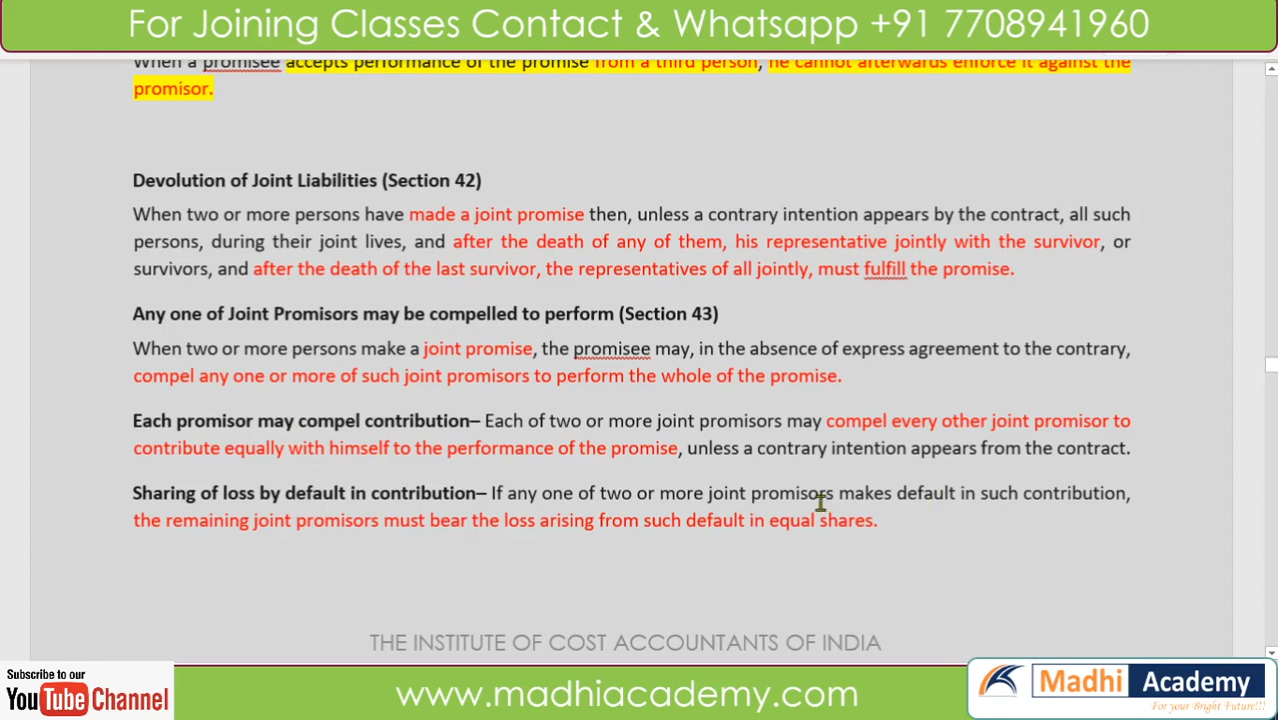 For Joining Classes Contact & Whatsapp +91 7708941960
When a promisee accepts performance of the promise from a third person, he cannot afterwards enforce it against the
promisor.
Devolution of Joint Liabilities (Section 42)
When two or more persons have made a joint promise then, unless a contrary intention appears by the contract, all such
persons, during their joint lives, and after the death of any of them, his representative jointly with the survivor, or
survivors, and after the death of the last survivor, the representatives of all jointly, must fulfill the promise.
Any one of Joint Promisors may be compelled to perform (Section 43)
When two or more persons make a joint promise, the promisee may, in the absence of express agreement to the contrary,
compel any one or more of such joint promisors to perform the whole of the promise.
Each promisor may compel contribution– Each of two or more joint promisors may compel every other joint promisor to
contribute equally with himself to the performance of the promise, unless a contrary intention appears from the contract.
Sharing of loss by default in contribution– If any one of two or more joint promisors makes default in such contribution,
the remaining joint promisors must bear the loss arising from such default in equal shares.
THE INSTITUTE OF COST ACCOUNTANTS OF INDIA
Subscribe to our
YouTube Channel
www.madhiacademy.com
Madhi Academy
For your Bright Future!!!